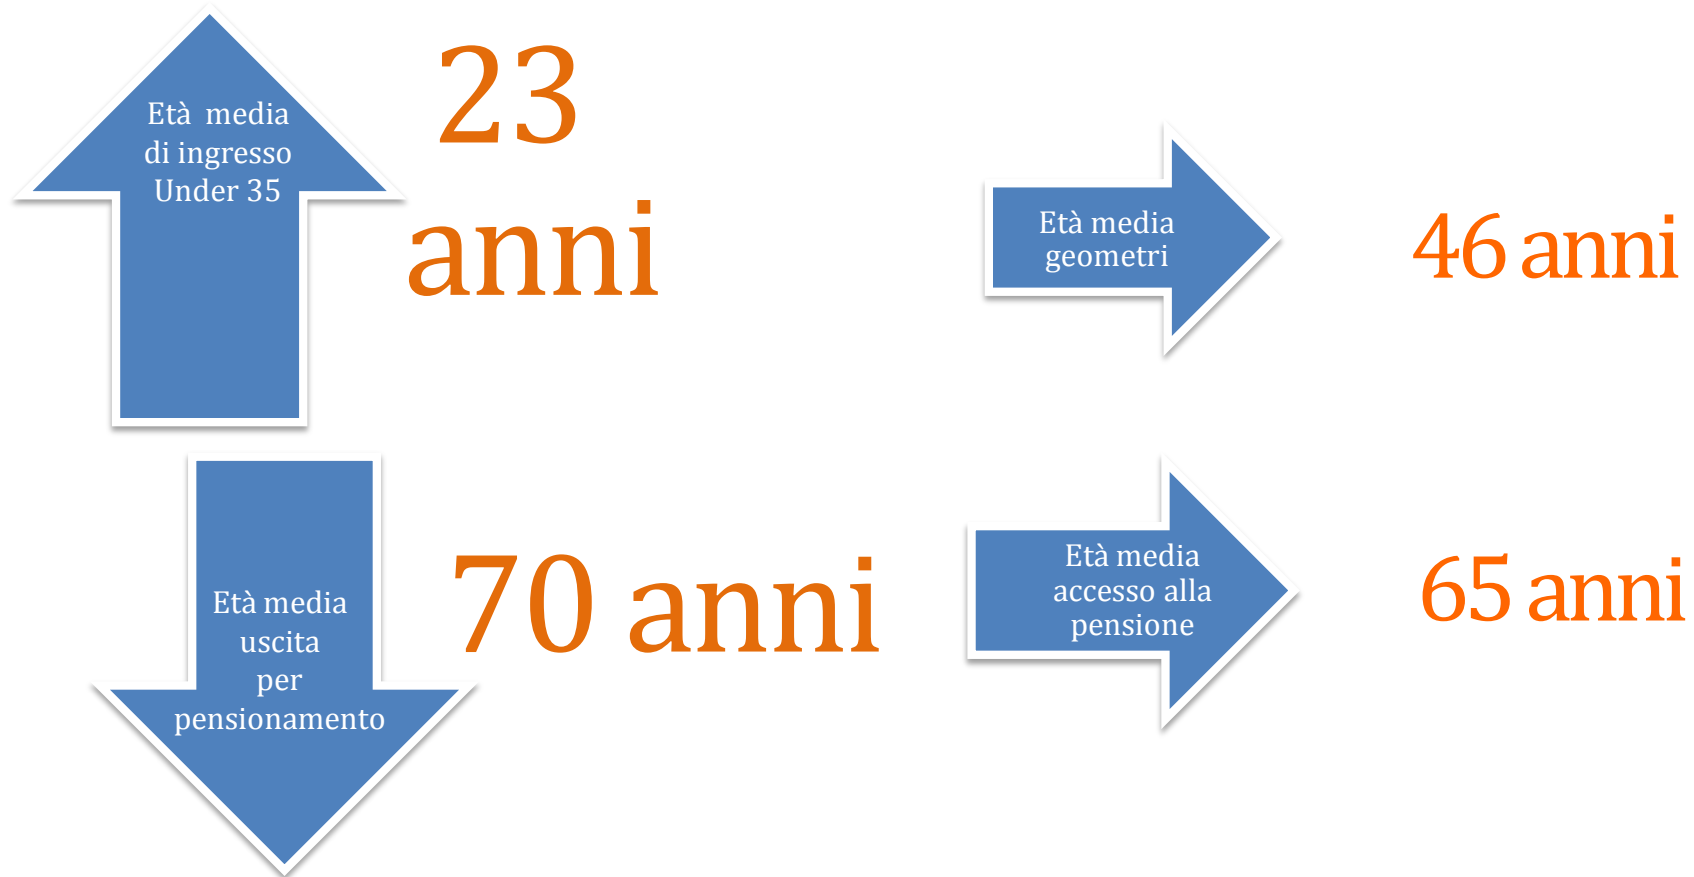 Età media
di ingresso
Under 35
23
anni
Età media
geometri
46 anni
Età media
uscita
per
pensionamento
70 anni
Età media
accesso alla
pensione
65 anni